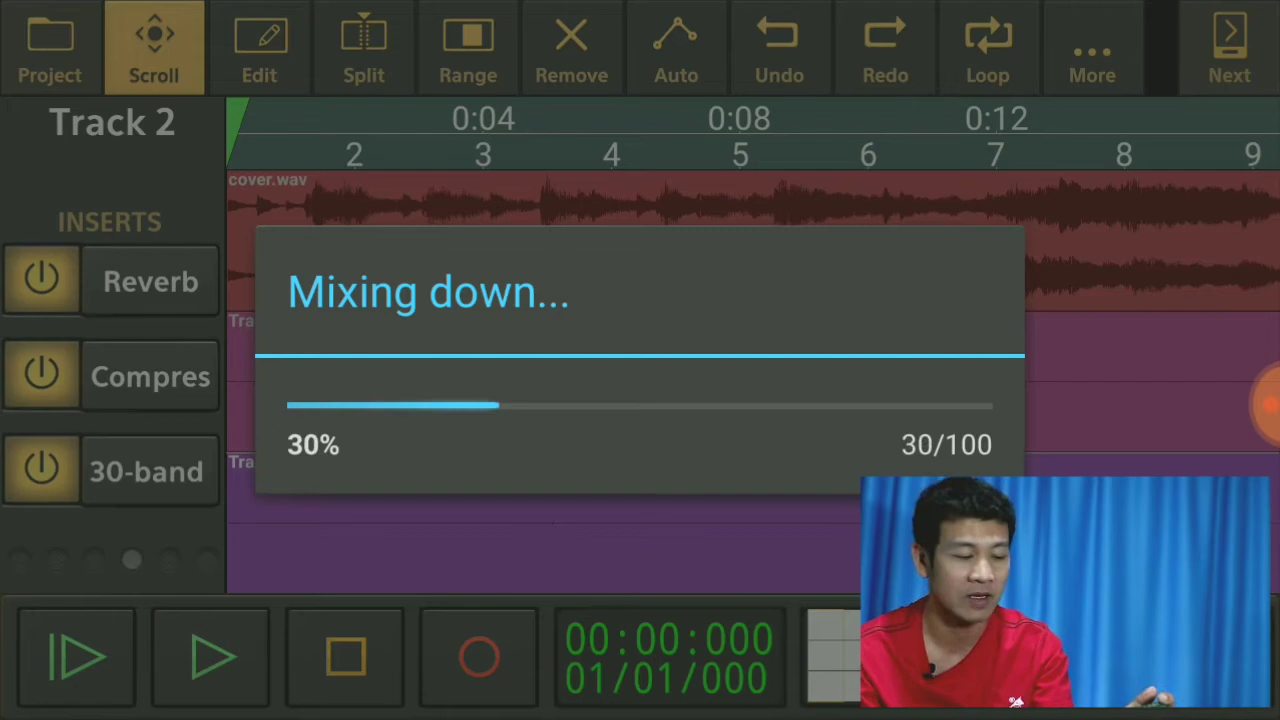 Project
Scroll
Edit
Split
Range
Remove
Auto
Undo
Redo
Loop
More
Next
Track 2
0:04
0:08
0:12
2
3
4
5
6
7
8
9
cover.wav
INSERTS
Reverb
Tra
Mixing down...
Compres
30%
30/100
30-band
Tra
00:00:000
01/01/000